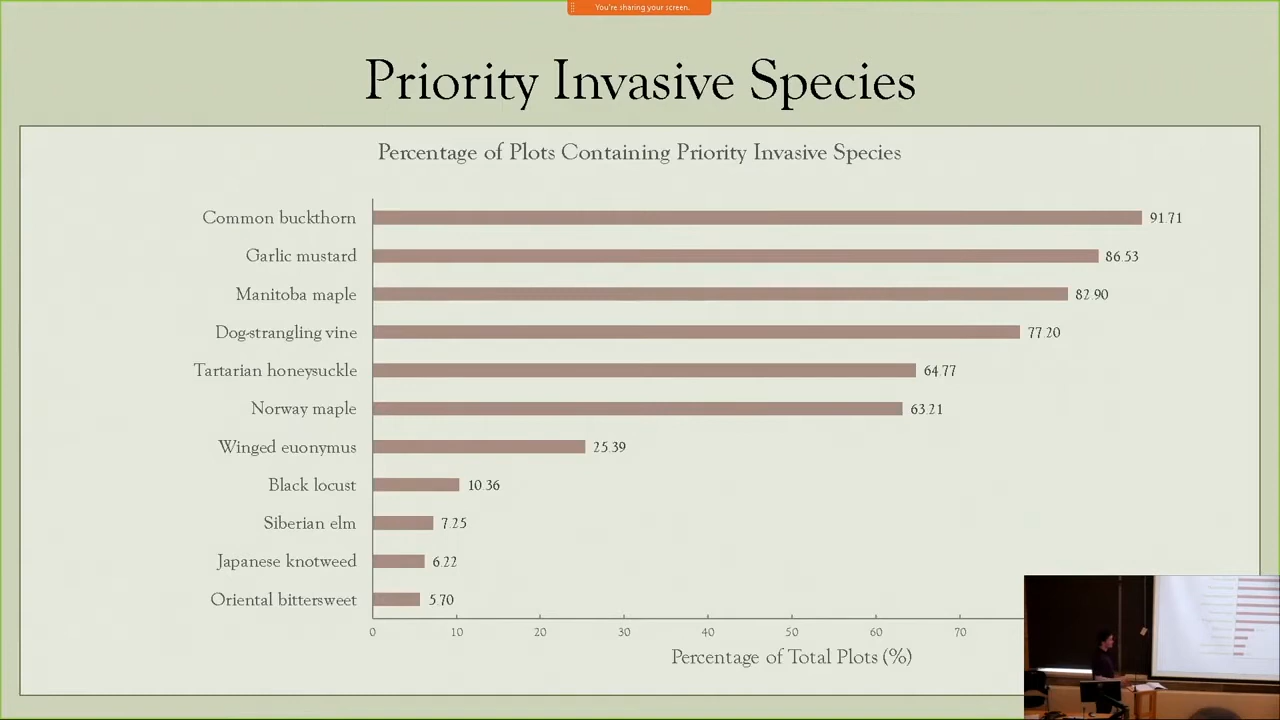 You're sharing your screen.
Priority Invasive Species
Percentage of Plots Containing Priority Invasive Species
Common buckthorn 91.71
Garlic mustard 86.53
Manitoba maple 82.90
Dog-strangling vine 77.20
Tartarian honeysuckle 64.77
Norway maple 63.21
Winged euonymus 25.39
Black locust 10.36
Siberian elm 7.25
Japanese knotweed 6.22
Oriental bittersweet 5.70
0 10 20 30 40 50 60 70
Percentage of Total Plots (%)